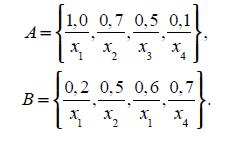 A = {1,0/x₁, 0,7/x₂, 0,5/x₃, 0,1/x₄},
B = {0,2/x₁, 0,5/x₂, 0,6/x₁, 0,7/x₄}.